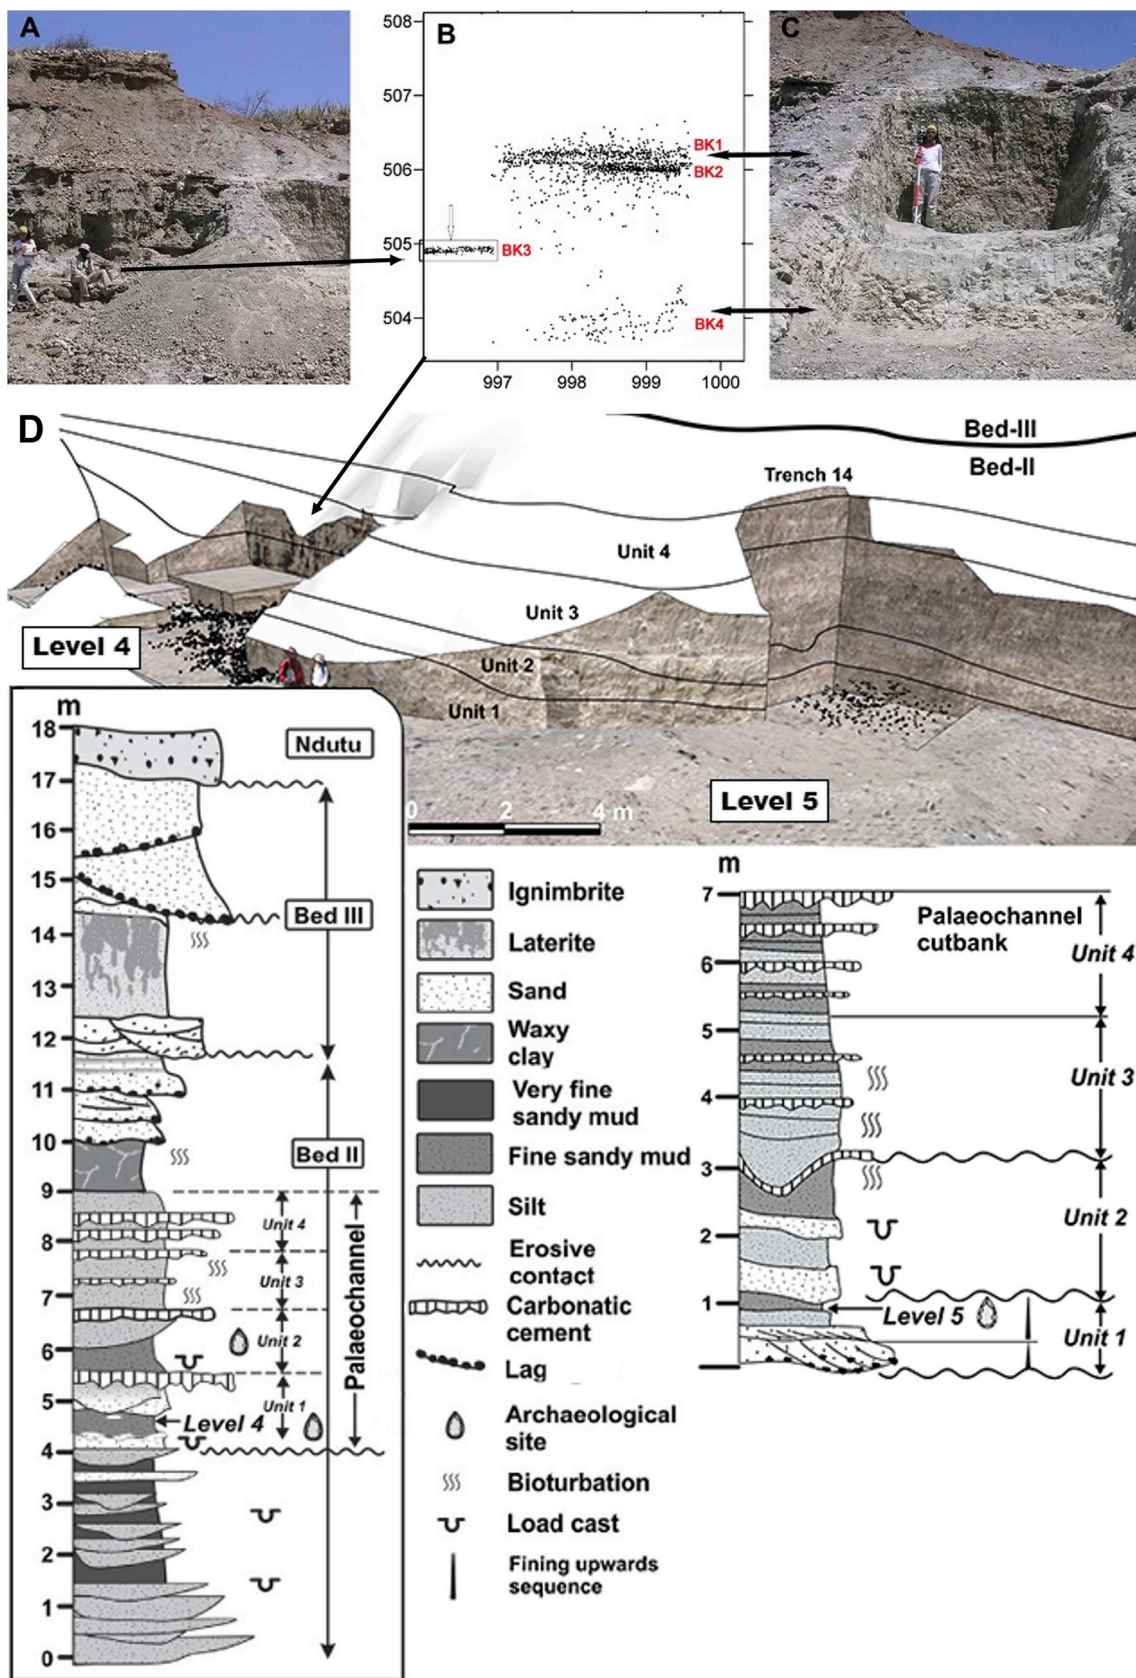 A
B
C
508
507
506
505
504
BK1
BK2
BK3
BK4
997
998
999
1000
D
Bed-III
Bed-II
Trench 14
Unit 4
Unit 3
Unit 2
Unit 1
Level 4
Level 5
0 2 4 m
m
18
17
16
15
14
13
12
11
10
9
8
7
6
5
4
3
2
1
0
Ndutu
Bed III
Bed II
Unit 4
Unit 3
Unit 2
Unit 1
Palaeochannel
Level 4
Ignimbrite
Laterite
Sand
Waxy
clay
Very fine
sandy mud
Fine sandy mud
Silt
Erosive
contact
Carbonatic
cement
Lag
Archaeological
site
Bioturbation
Load cast
Fining upwards
sequence
m
7
6
5
4
3
2
1
Palaeochannel
cutbank
Unit 4
Unit 3
Unit 2
Unit 1
Level 5